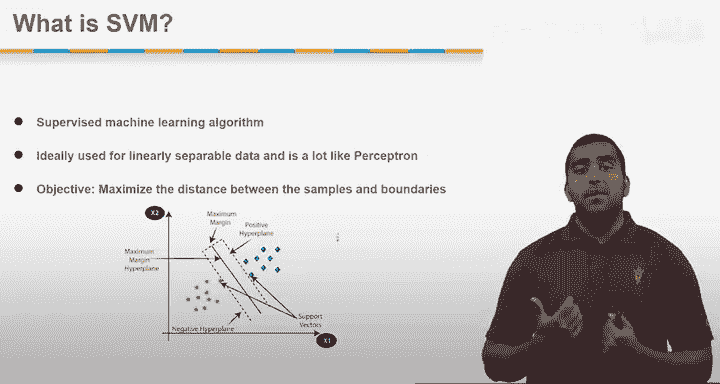 What is SVM?
Supervised machine learning algorithm
Ideally used for linearly separable data and is a lot like Perceptron
Objective: Maximize the distance between the samples and boundaries
X2
Maximum
Margin
Positive
Hyperplane
Maximum
Margin
Hyperplane
Support
Vectors
Negative Hyperplane
X1